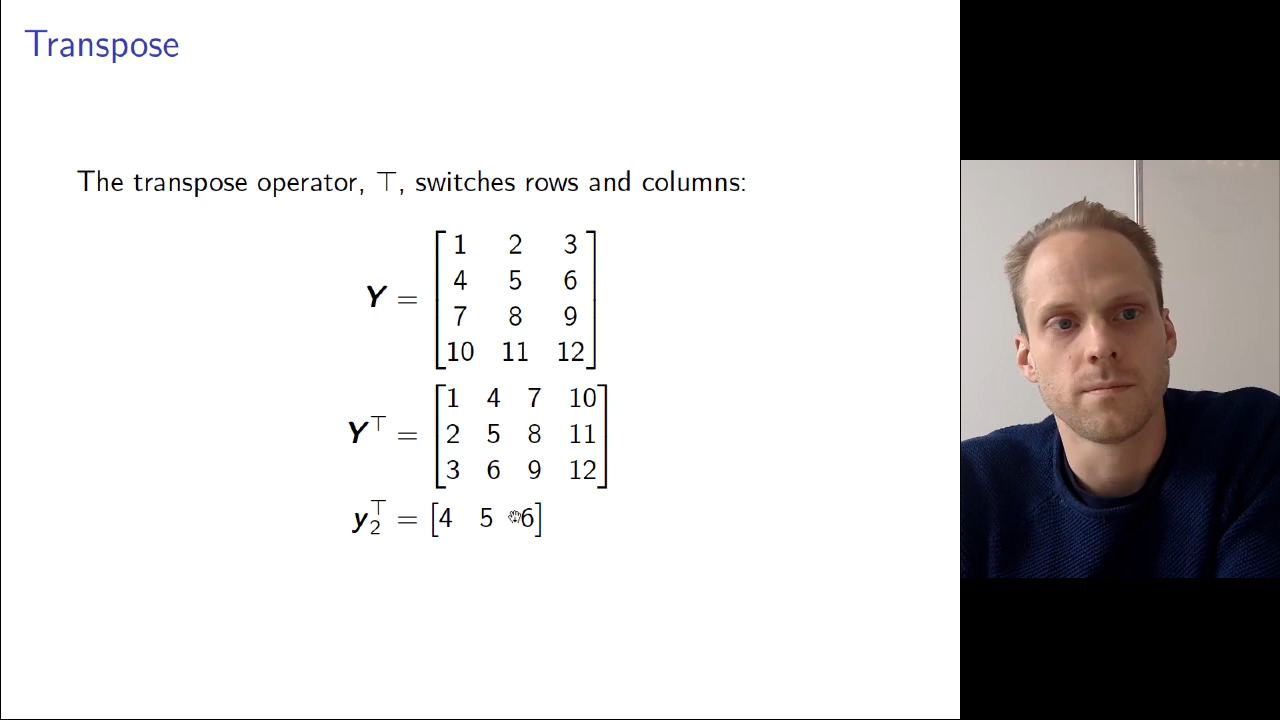 Transpose
The transpose operator, ⊤, switches rows and columns:
Y = [1 2 3
4 5 6
7 8 9
10 11 12]
Y⊤ = [1 4 7 10
2 5 8 11
3 6 9 12]
y₂⊤ = [4 5 6]